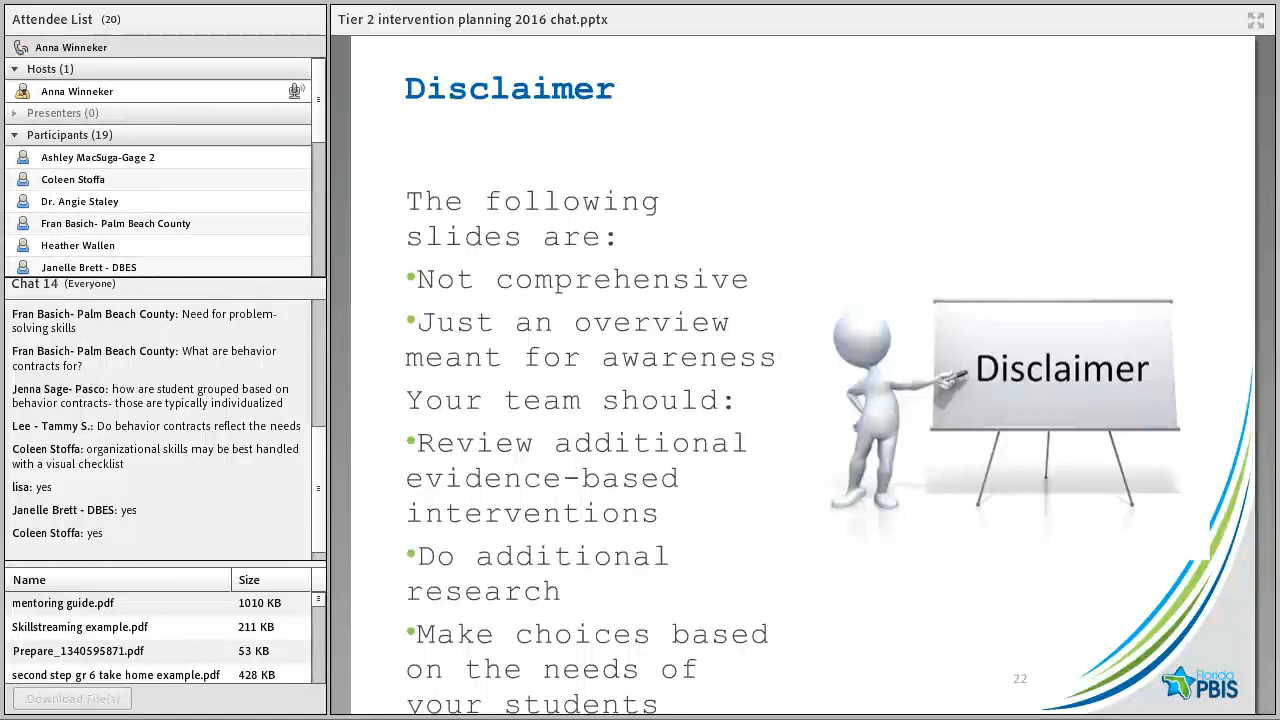 Attendee List (20)
Anna Winneker
Hosts (1)
Anna Winneker
Presenters (0)
Participants (19)
Ashley MacSuga-Gage 2
Coleen Stoffa
Dr. Angie Staley
Fran Basich- Palm Beach County
Heather Wallen
Janelle Brett - DBES
Chat 14 (Everyone)
Fran Basich- Palm Beach County: Need for problem-
solving skills
Fran Basich- Palm Beach County: What are behavior
contracts for?
Jenna Sage- Pasco: how are student grouped based on
behavior contracts- those are typically individualized
Lee - Tammy S.: Do behavior contracts reflect the needs
Coleen Stoffa: organizational skills may be best handled
with a visual checklist
lisa: yes
Janelle Brett - DBES: yes
Coleen Stoffa: yes
Name Size
mentoring guide.pdf 1010 KB
Skillstreaming example.pdf 211 KB
Prepare_1340595871.pdf 53 KB
second step gr 6 take home example.pdf 428 KB
Download File(s)
Tier 2 intervention planning 2016 chat.pptx
Disclaimer
The following
slides are:
•Not comprehensive
•Just an overview
meant for awareness
Your team should:
•Review additional
evidence-based
interventions
•Do additional
research
•Make choices based
on the needs of
your students
Disclaimer
22
Florida
PBIS